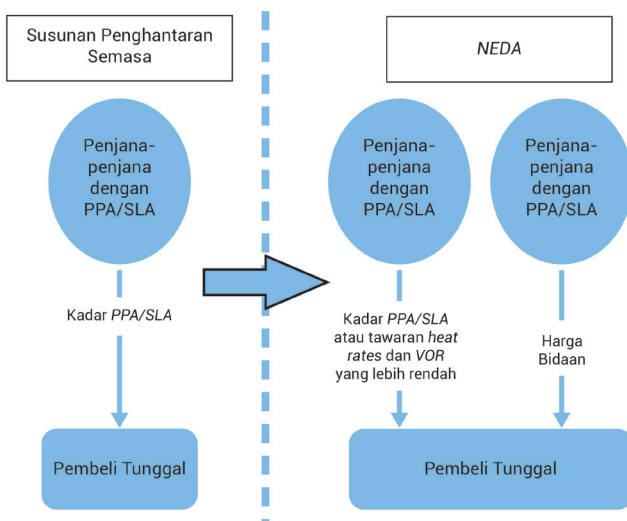 Susunan Penghantaran
Semasa
NEDA
Penjana-
penjana
dengan
PPA/SLA
Penjana-
penjana
dengan
PPA/SLA
Penjana-
penjana
dengan
PPA/SLA
Kadar PPA/SLA
Kadar PPA/SLA
atau tawaran heat
rates dan VOR
yang lebih rendah
Harga
Bidaan
Pembeli Tunggal
Pembeli Tunggal